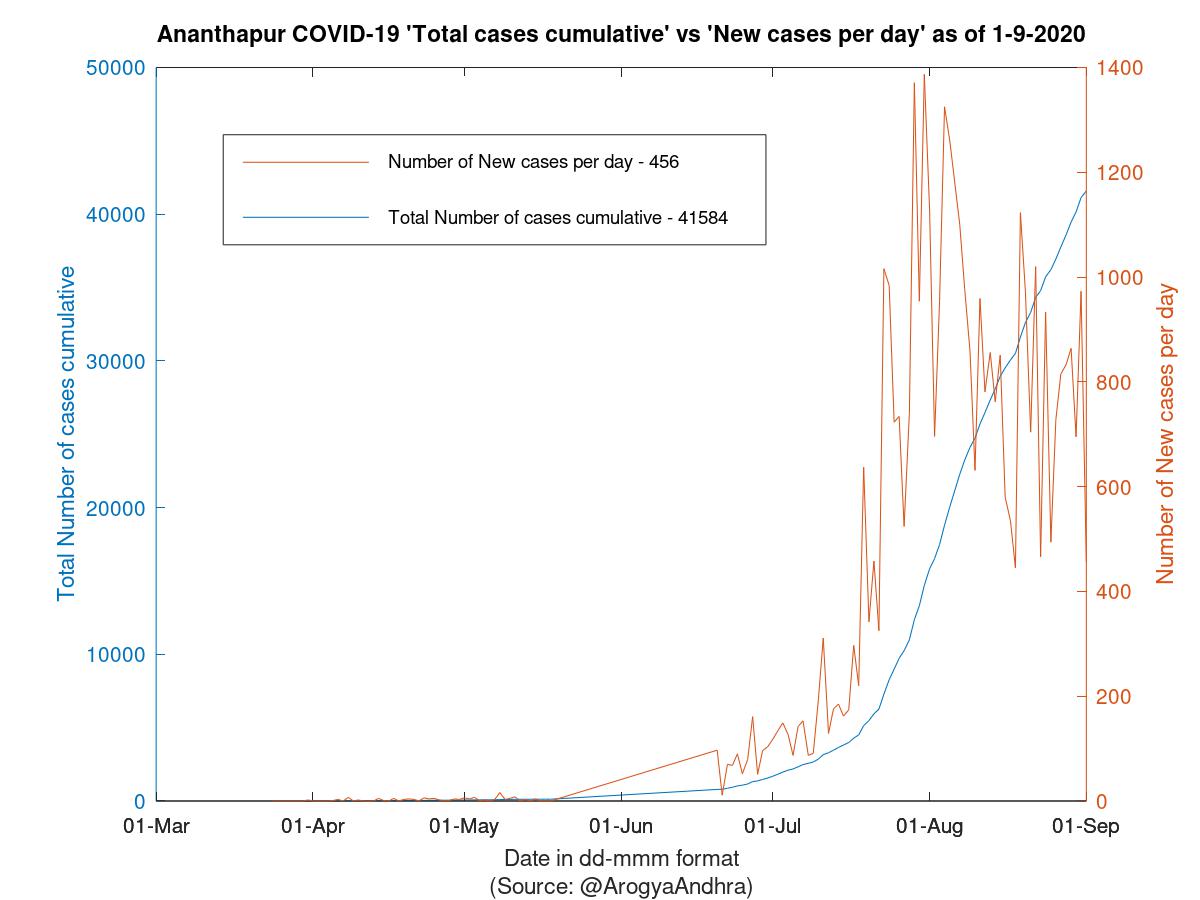 Ananthapur COVID-19 'Total cases cumulative' vs 'New cases per day' as of 1-9-2020
50000
40000
30000
20000
10000
0
Total Number of cases cumulative
Number of New cases per day - 456
Total Number of cases cumulative - 41584
1400
1200
1000
800
600
400
200
0
Number of New cases per day
01-Mar 01-Apr 01-May 01-Jun 01-Jul 01-Aug 01-Sep
Date in dd-mmm format
(Source: @ArogyaAndhra)